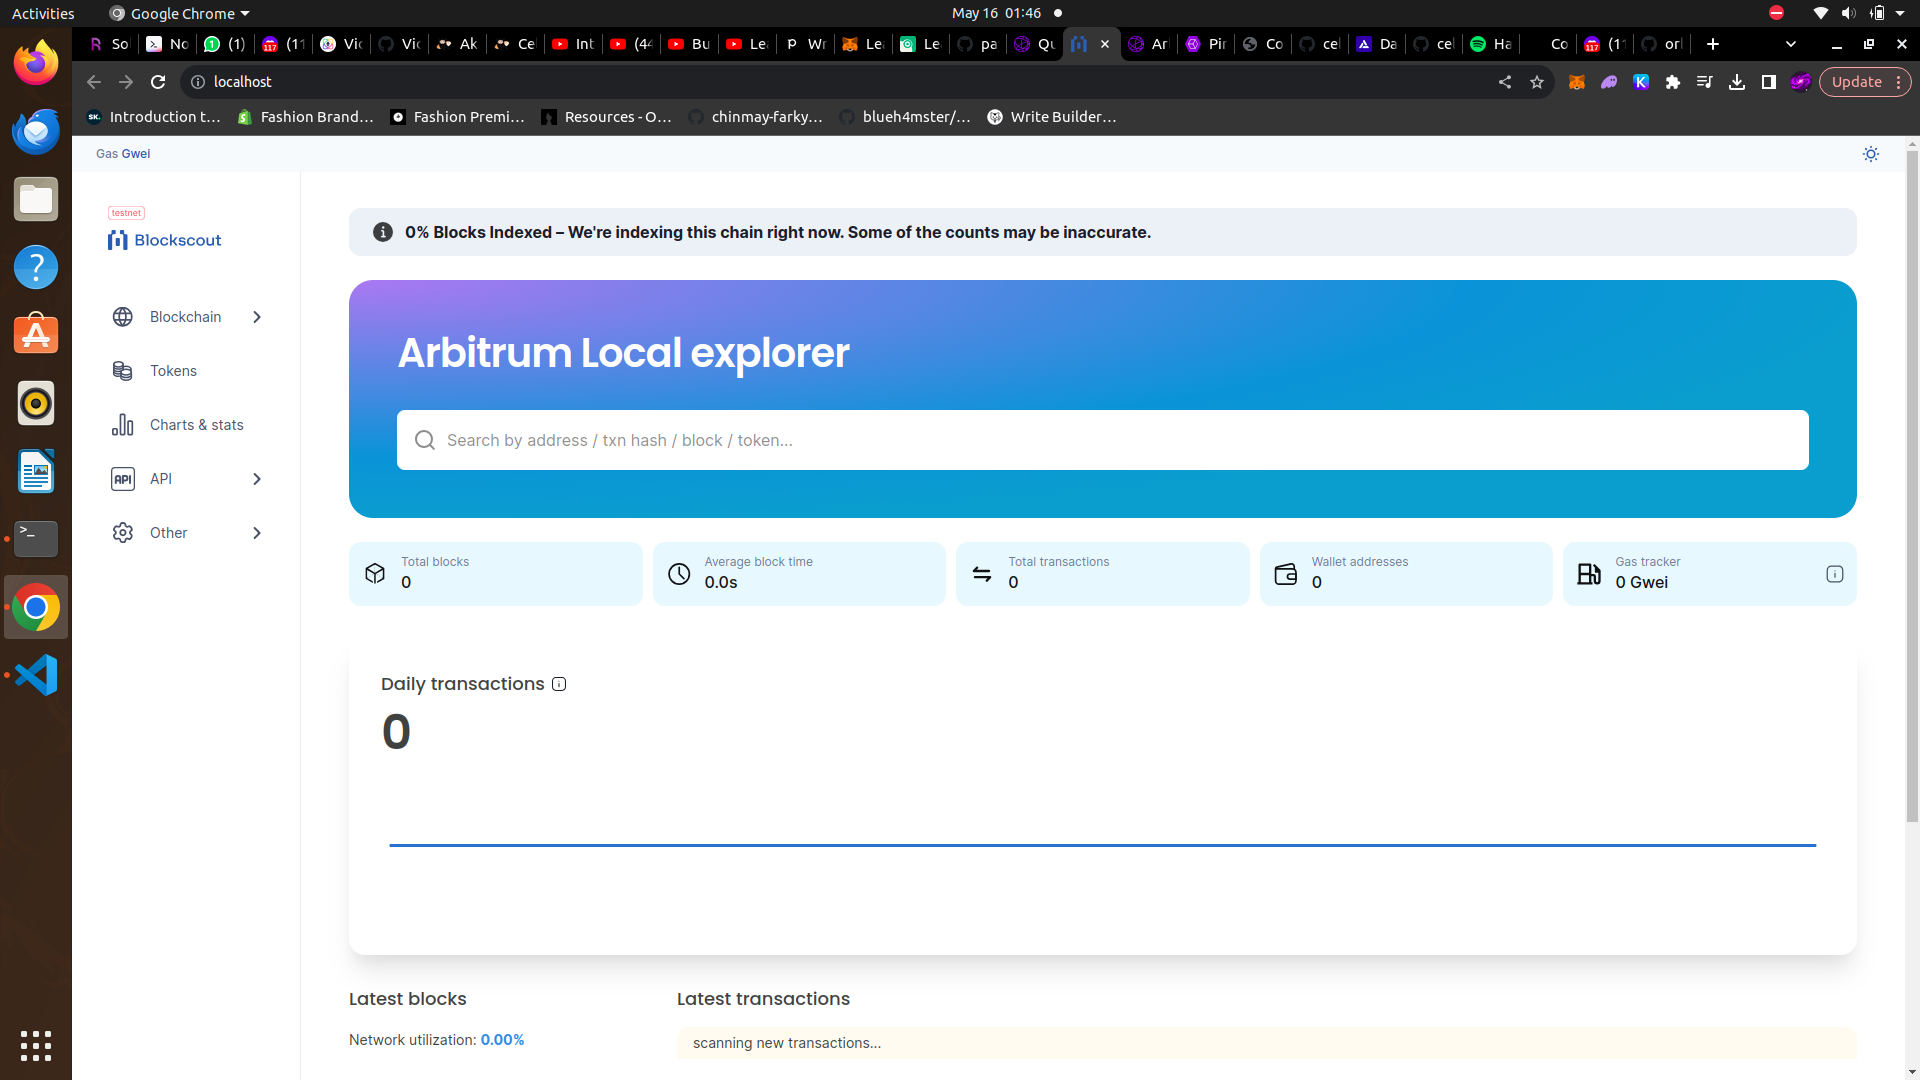 Activities
Google Chrome
May 16 01:46
So
No
(1)
(11
Vic
Vic
Ak
Ce
Int
(44
Bu
Le
Wr
Le
Le
pa
Qu
Ar
Pir
Co
cel
Da
cel
Ha
Co
(11
orl
localhost
Update
Introduction t...
Fashion Brand...
Fashion Premi...
Resources - O...
chinmay-farky...
blueh4mster/...
Write Builder...
Gas Gwei
testnet
Blockscout
Blockchain
Tokens
Charts & stats
API
API
Other
0% Blocks Indexed – We're indexing this chain right now. Some of the counts may be inaccurate.
Arbitrum Local explorer
Search by address / txn hash / block / token...
Total blocks
0
Average block time
0.0s
Total transactions
0
Wallet addresses
0
Gas tracker
0 Gwei
Daily transactions
0
Latest blocks
Network utilization: 0.00%
Latest transactions
scanning new transactions...